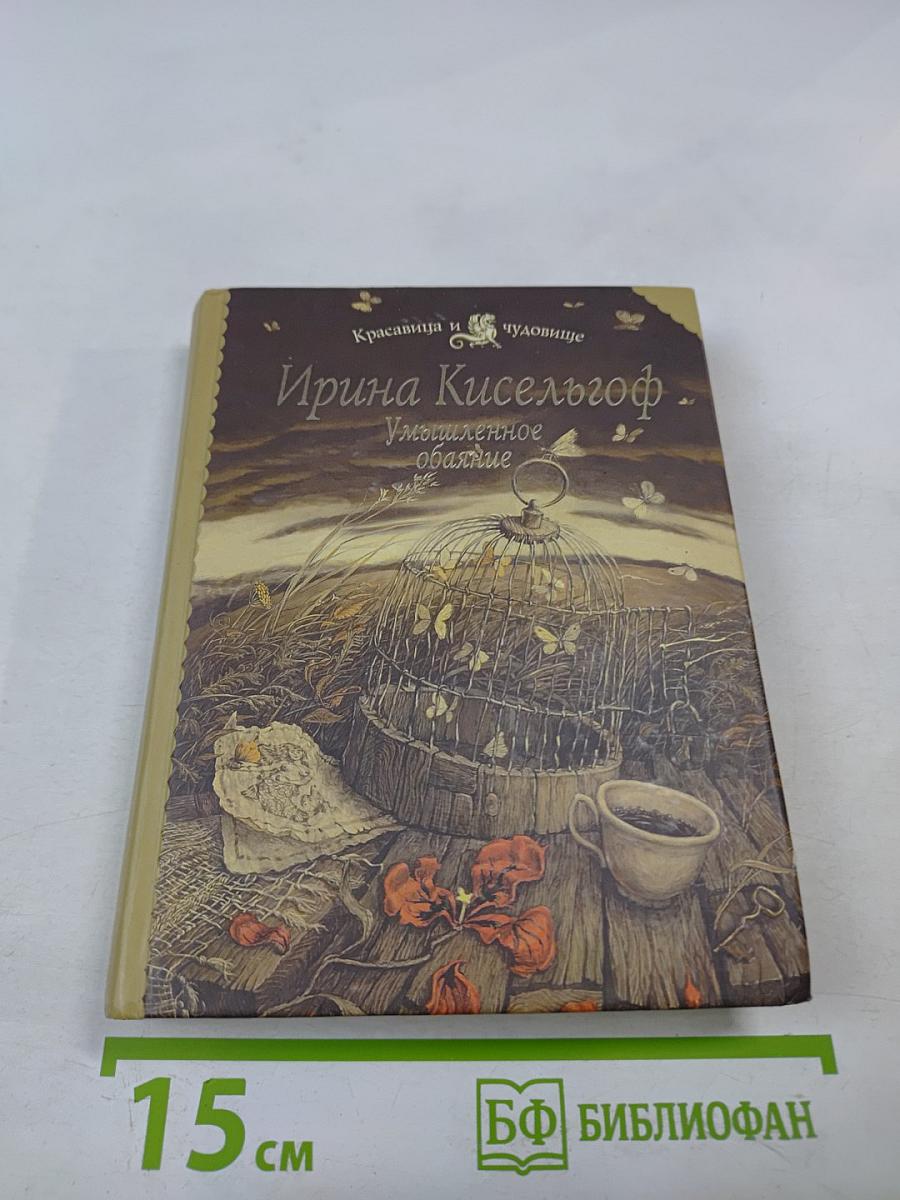 Красавица и чудовище
Ирина Кисельгоф
Умышленное
обаяние
15 см
БФ БИБЛИОФАН